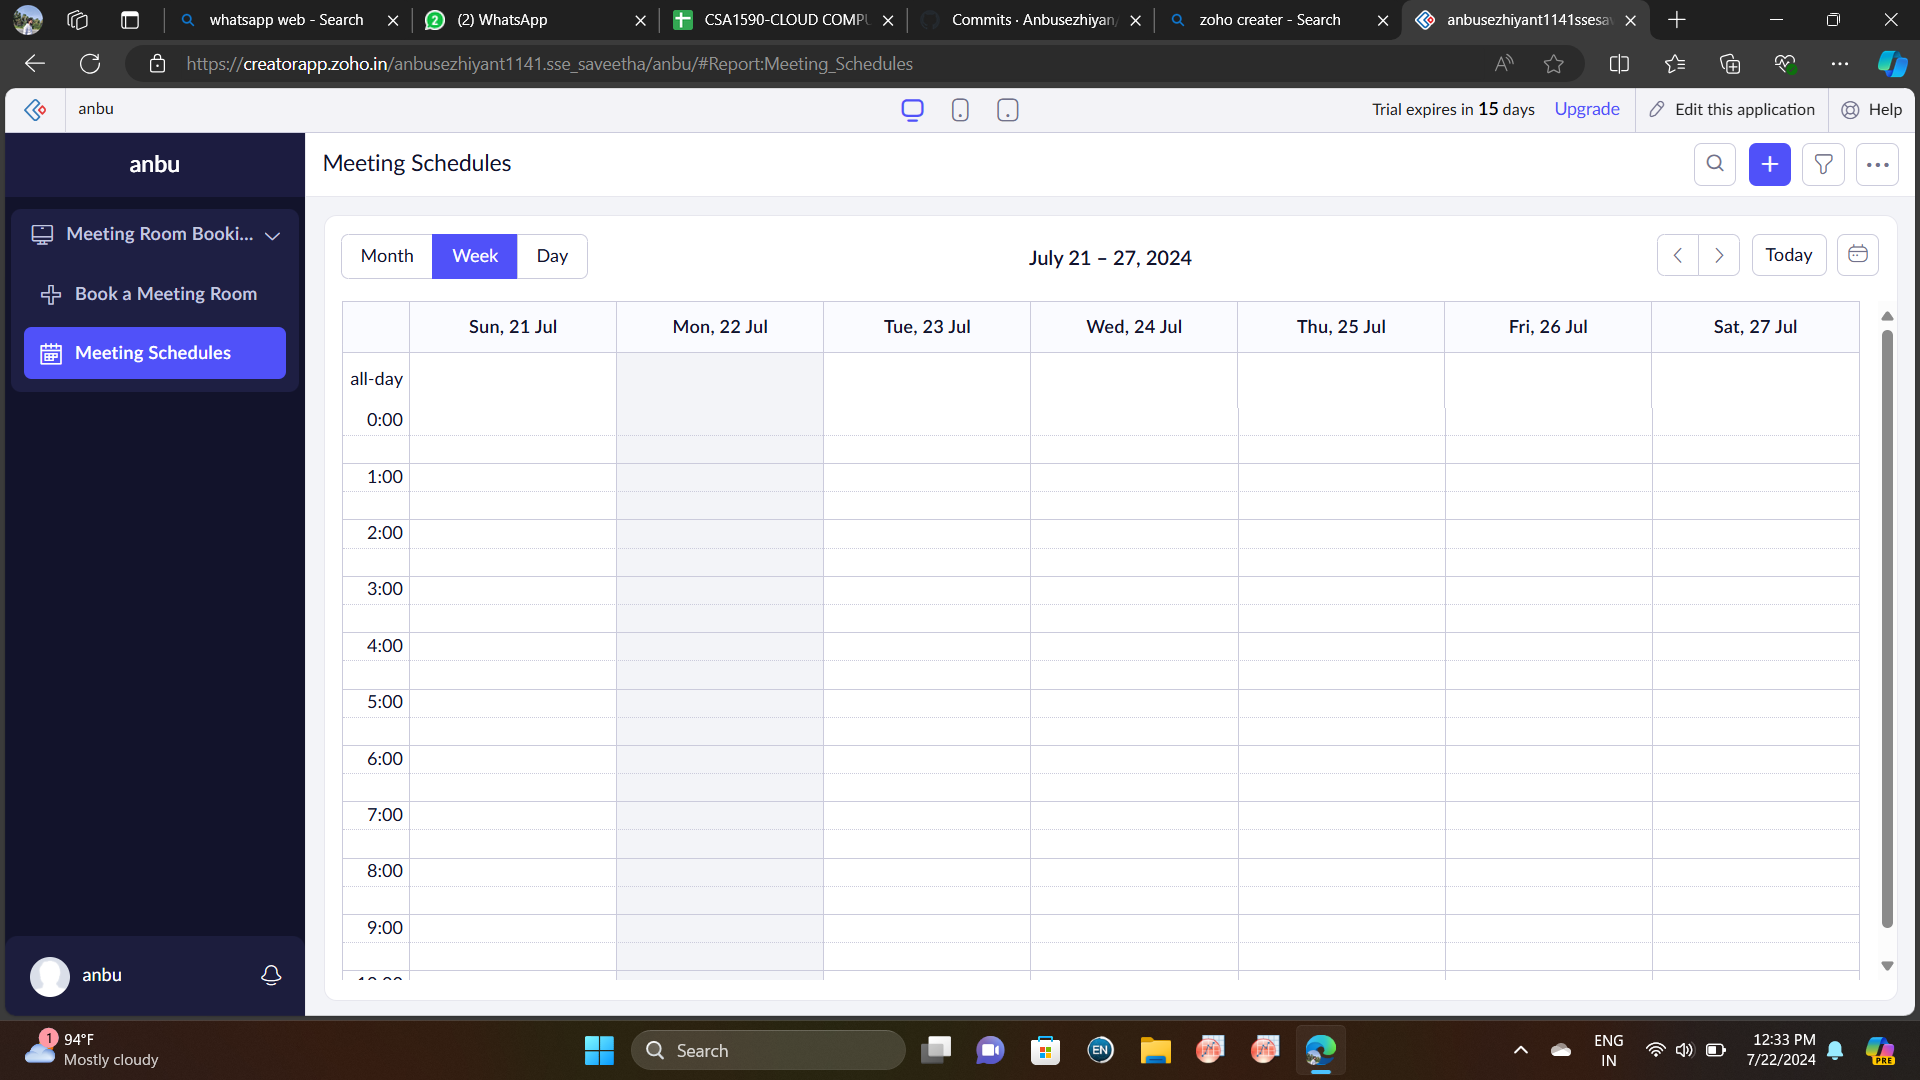 whatsapp web - Search
(2) WhatsApp
CSA1590-CLOUD COMPU
Commits · Anbusezhiyan/
zoho creater - Search
anbusezhiyant1141ssesav
https://creatorapp.zoho.in/anbusezhiyant1141.sse_saveetha/anbu/#Report:Meeting_Schedules
anbu
Trial expires in 15 days
Upgrade
Edit this application
Help
anbu
Meeting Room Booki...
Book a Meeting Room
Meeting Schedules
Meeting Schedules
Month
Week
Day
July 21 – 27, 2024
Today
Sun, 21 Jul
Mon, 22 Jul
Tue, 23 Jul
Wed, 24 Jul
Thu, 25 Jul
Fri, 26 Jul
Sat, 27 Jul
all-day
0:00
1:00
2:00
3:00
4:00
5:00
6:00
7:00
8:00
9:00
anbu
1
94°F
Mostly cloudy
Search
EN
ENG
IN
12:33 PM
7/22/2024
PRE